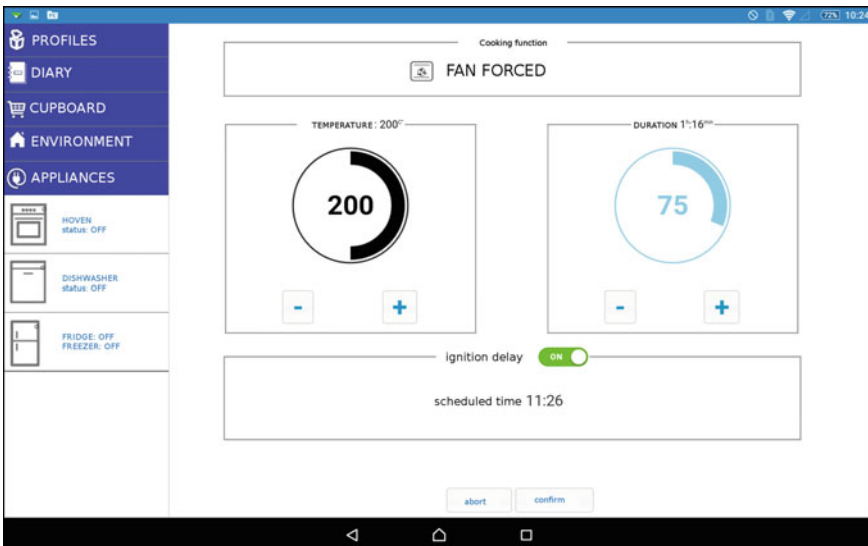 72% 10:24
PROFILES
DIARY
CUPBOARD
ENVIRONMENT
APPLIANCES
HOVEN
status: OFF
DISHWASHER
status: OFF
FRIDGE: OFF
FREEZER: OFF
Cooking function
FAN FORCED
TEMPERATURE: 200C°
200
- +
DURATION 1h:16min
75
- +
ignition delay ON
scheduled time 11:26
abort confirm